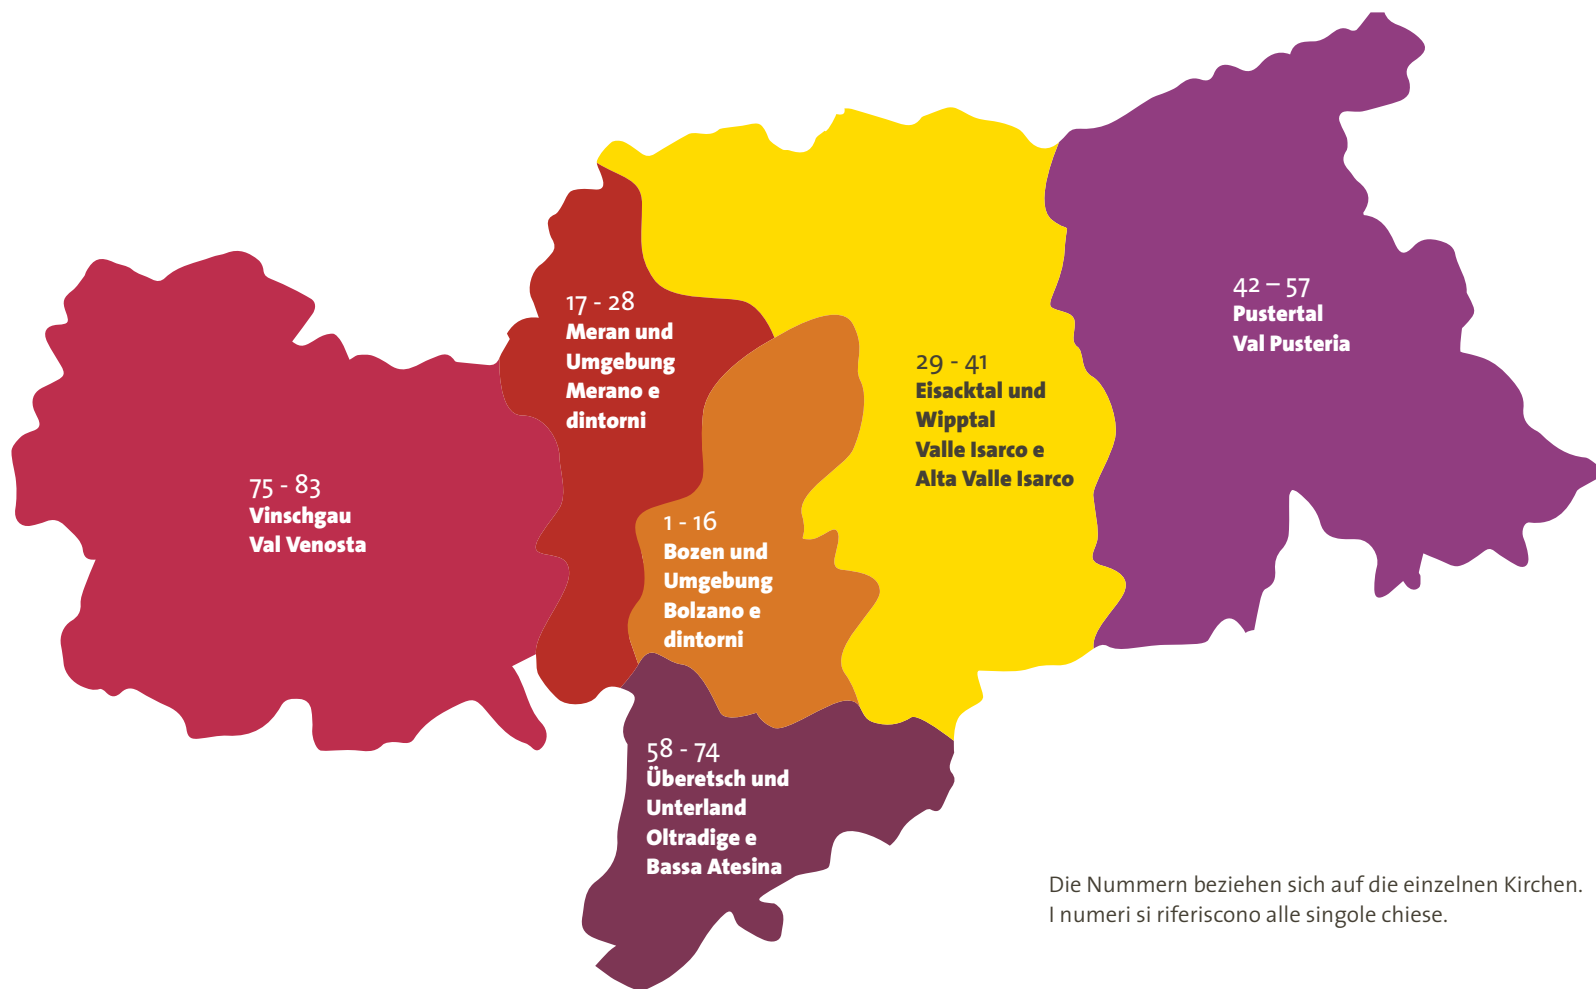 42 – 57
Pustertal
Val Pusteria
17 - 28
Meran und
Umgebung
Merano e
dintorni
29 - 41
Eisacktal und
Wipptal
Valle Isarco e
Alta Valle Isarco
75 - 83
Vinschgau
Val Venosta
1 - 16
Bozen und
Umgebung
Bolzano e
dintorni
58 - 74
Überetsch und
Unterland
Oltradige e
Bassa Atesina
Die Nummern beziehen sich auf die einzelnen Kirchen.
I numeri si riferiscono alle singole chiese.